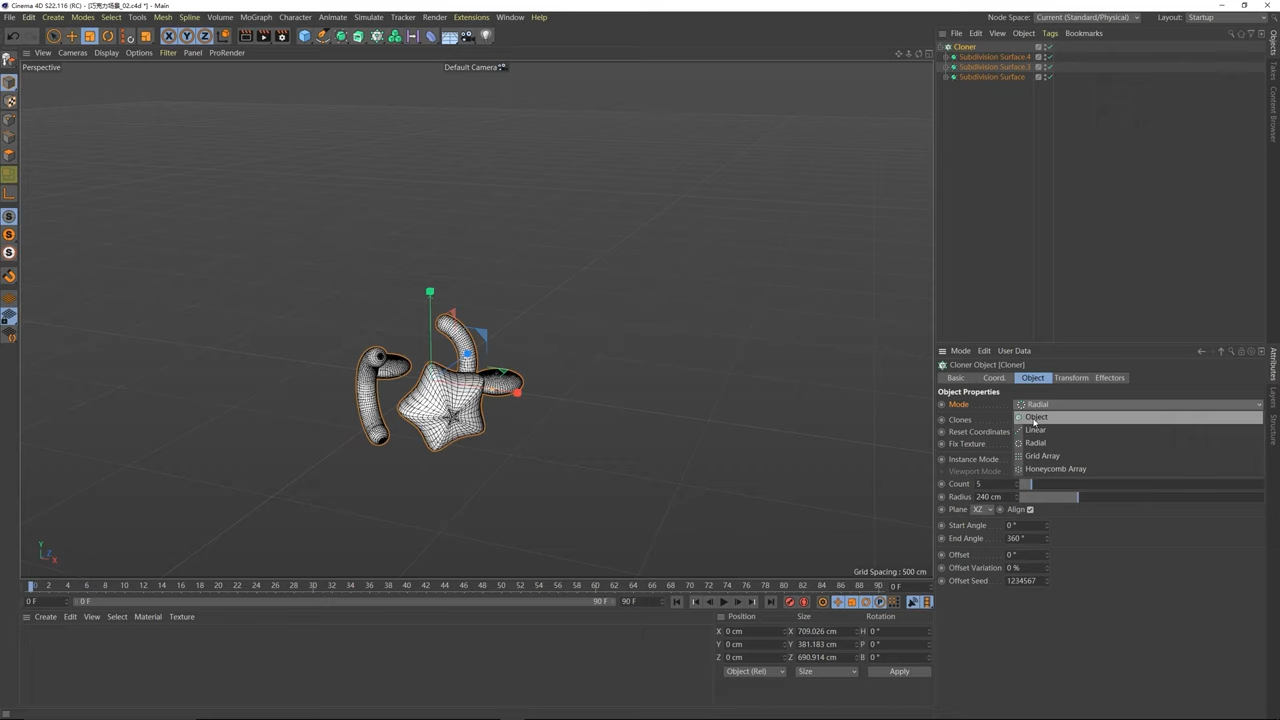 Cinema 4D S22.116 (RC) - [巧克力场景_02.c4d *] - Main
File Edit Create Modes Select Tools Mesh Spline Volume MoGraph Character Animate Simulate Tracker Render Extensions Window Help
Node Space: Current (Standard/Physical) Layout: Startup
View Cameras Display Options Filter Panel ProRender
File Edit View Object Tags Bookmarks
Perspective
Default Camera
Cloner
Subdivision Surface.4
Subdivision Surface.3
Subdivision Surface
Objects
Takes
Content Browser
Mode Edit User Data
Cloner Object [Cloner]
Basic Coord. Object Transform Effectors
Object Properties
Mode Radial
Clones
Object
Reset Coordinates
Linear
Fix Texture
Radial
Instance Mode
Grid Array
Viewport Mode
Honeycomb Array
Count 5
Radius 240 cm
Plane XZ Align
Start Angle 0 °
End Angle 360 °
Offset 0 °
Offset Variation 0 %
Offset Seed 1234567
Attributes
Layers
Structure
Y
Z
X
Grid Spacing : 500 cm
0 2 4 6 8 10 12 14 16 18 20 22 24 26 28 30 32 34 36 38 40 42 44 46 48 50 52 54 56 58 60 62 64 66 68 70 72 74 76 78 80 82 84 86 88 90 0 F
0 F 0 F 90 F 90 F
Create Edit View Select Material Texture
Position Size Rotation
X 0 cm X 709.026 cm H 0 °
Y 0 cm Y 381.183 cm P 0 °
Z 0 cm Z 690.914 cm B 0 °
Object (Rel) Size Apply